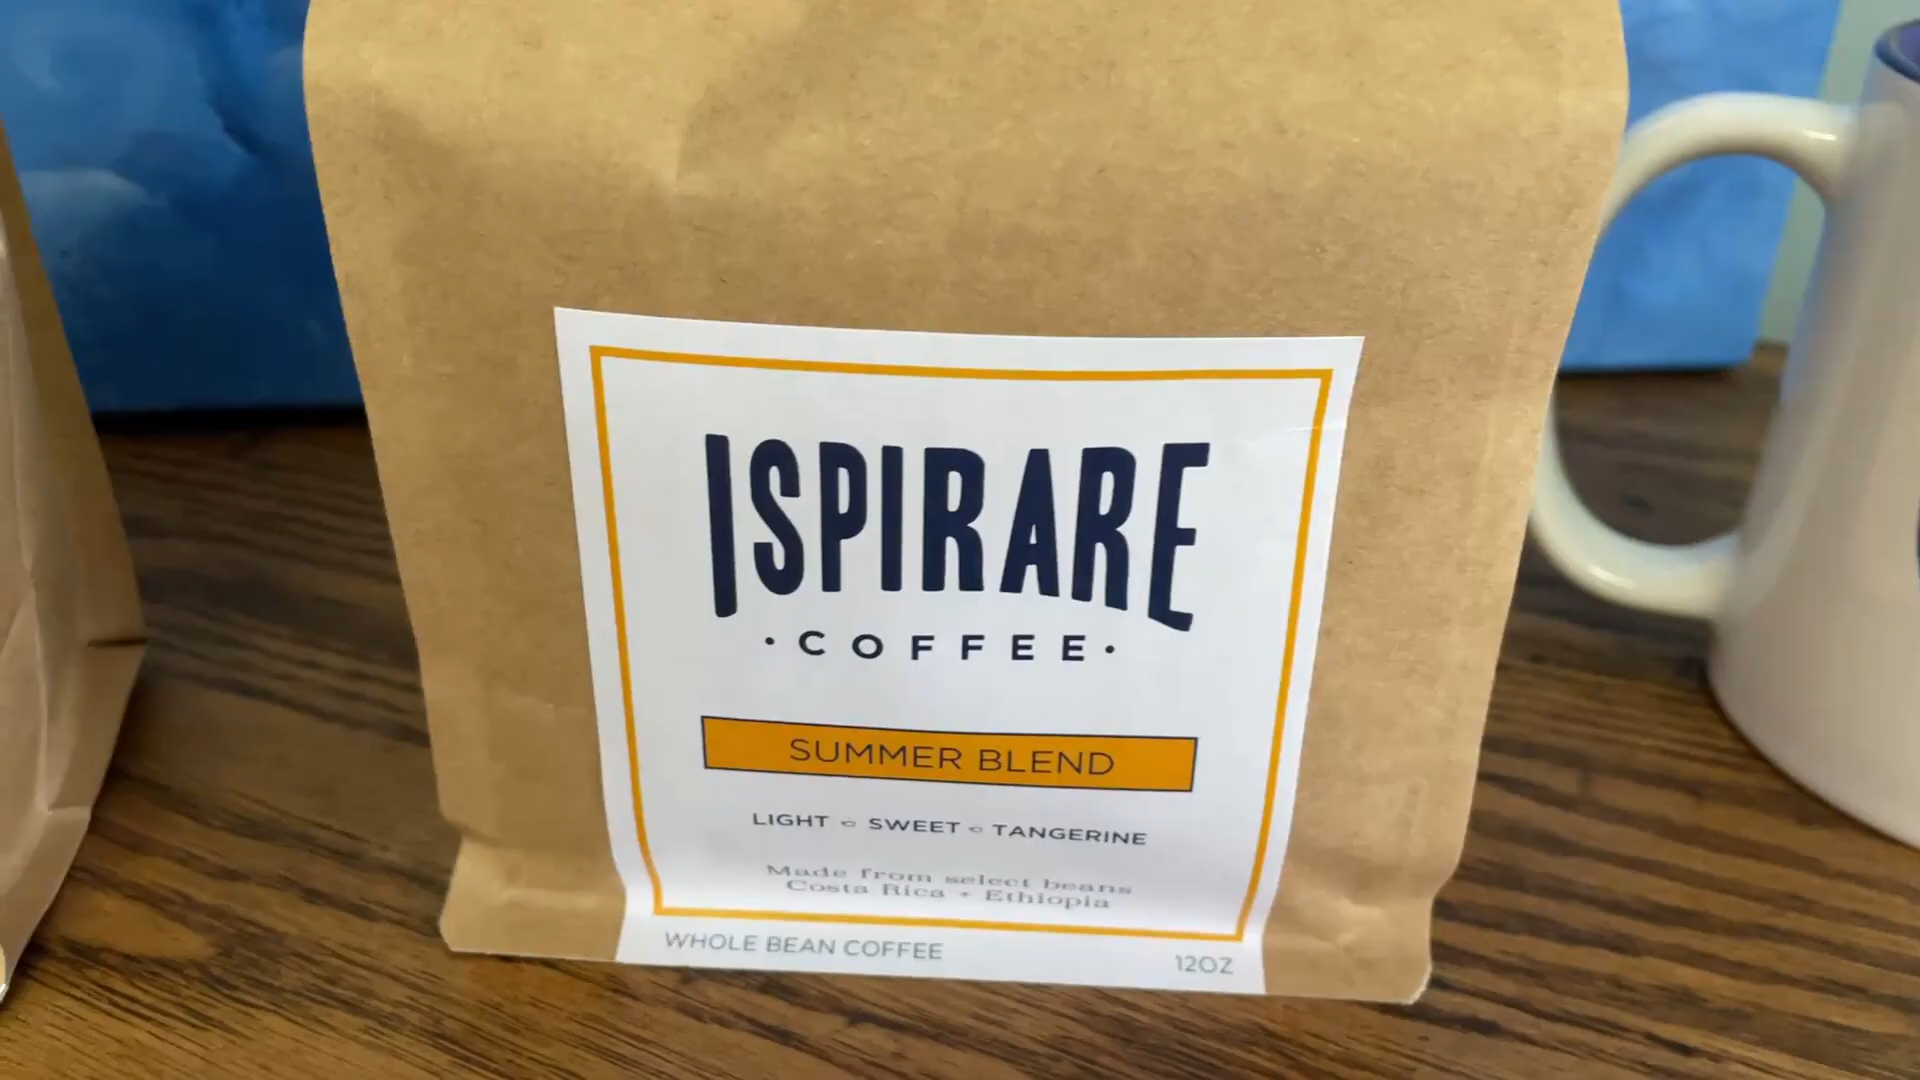 ISPIRARE
·COFFEE·
SUMMER BLEND
LIGHT ○ SWEET ○ TANGERINE
Made from select beans
Costa Rica + Ethiopia
WHOLE BEAN COFFEE 12OZ